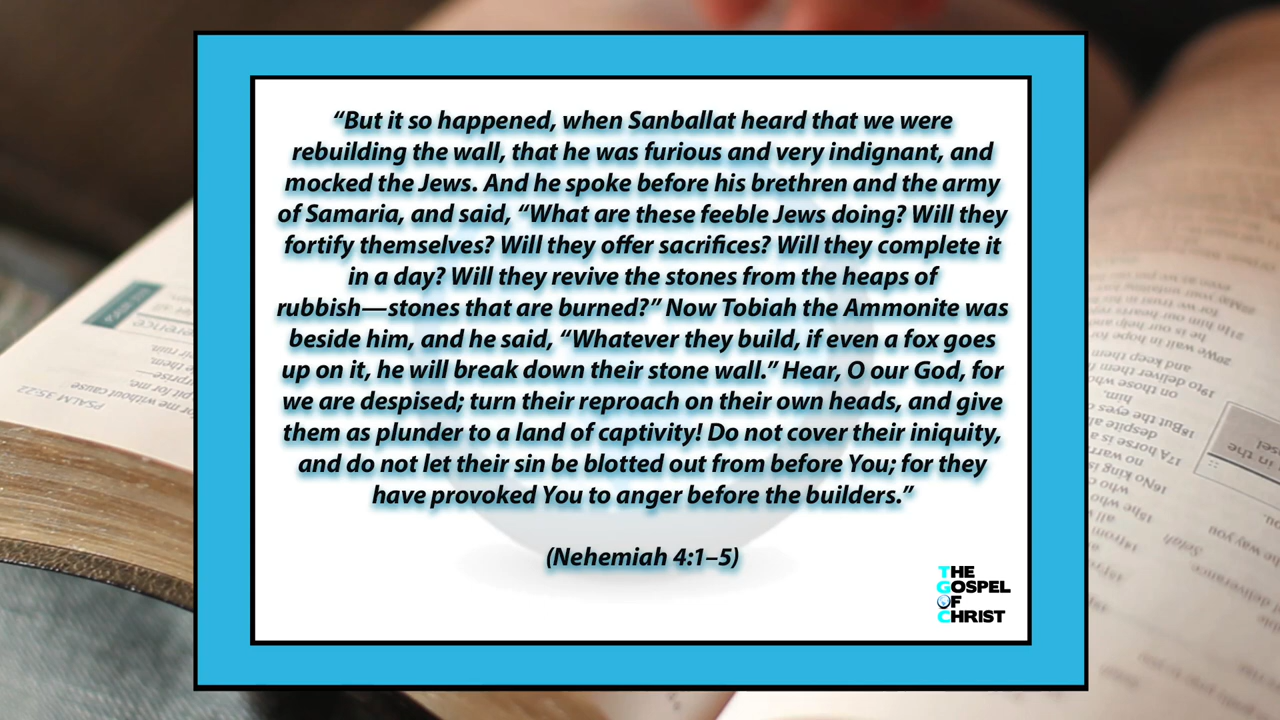 “But it so happened, when Sanballat heard that we were
rebuilding the wall, that he was furious and very indignant, and
mocked the Jews. And he spoke before his brethren and the army
of Samaria, and said, “What are these feeble Jews doing? Will they
fortify themselves? Will they offer sacrifices? Will they complete it
in a day? Will they revive the stones from the heaps of
rubbish—stones that are burned?” Now Tobiah the Ammonite was
beside him, and he said, “Whatever they build, if even a fox goes
up on it, he will break down their stone wall.” Hear, O our God, for
we are despised; turn their reproach on their own heads, and give
them as plunder to a land of captivity! Do not cover their iniquity,
and do not let their sin be blotted out from before You; for they
have provoked You to anger before the builders.”
(Nehemiah 4:1–5)
THE
GOSPEL
OF
CHRIST
PSALM 35:22